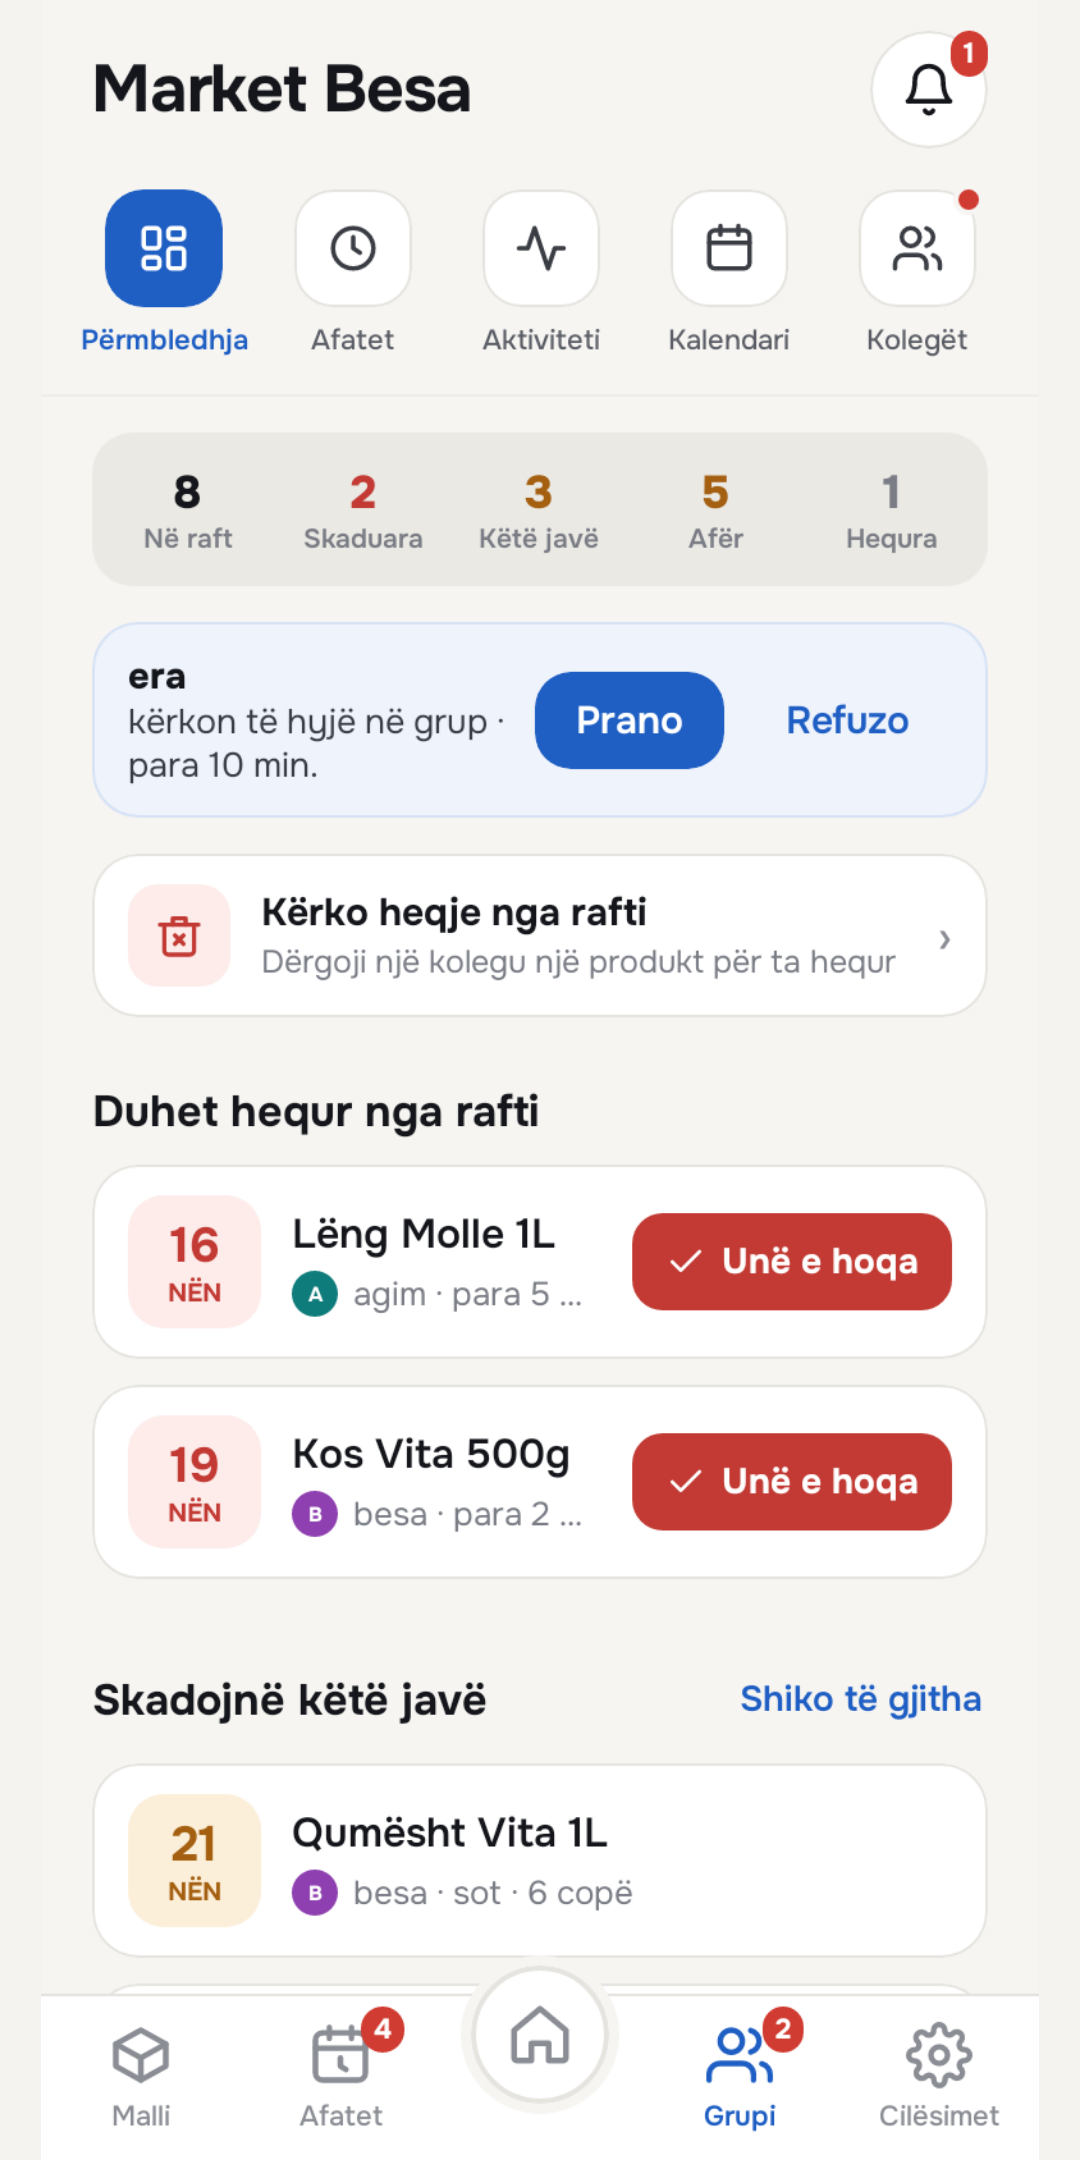 Market Besa
1
Përmbledhja
Afatet
Aktiviteti
Kalendari
Kolegët
8
Në raft
2
Skaduara
3
Këtë javë
5
Afër
1
Hequra
era
kërkon të hyjë në grup ·
para 10 min.
Prano
Refuzo
Kërko heqje nga rafti
Dërgoji një kolegu një produkt për ta hequr
Duhet hequr nga rafti
16
NËN
Lëng Molle 1L
A agim · para 5 ...
Unë e hoqa
19
NËN
Kos Vita 500g
B besa · para 2 ...
Unë e hoqa
Skadojnë këtë javë
Shiko të gjitha
21
NËN
Qumësht Vita 1L
B besa · sot · 6 copë
Malli
4
Afatet
2
Grupi
Cilësimet